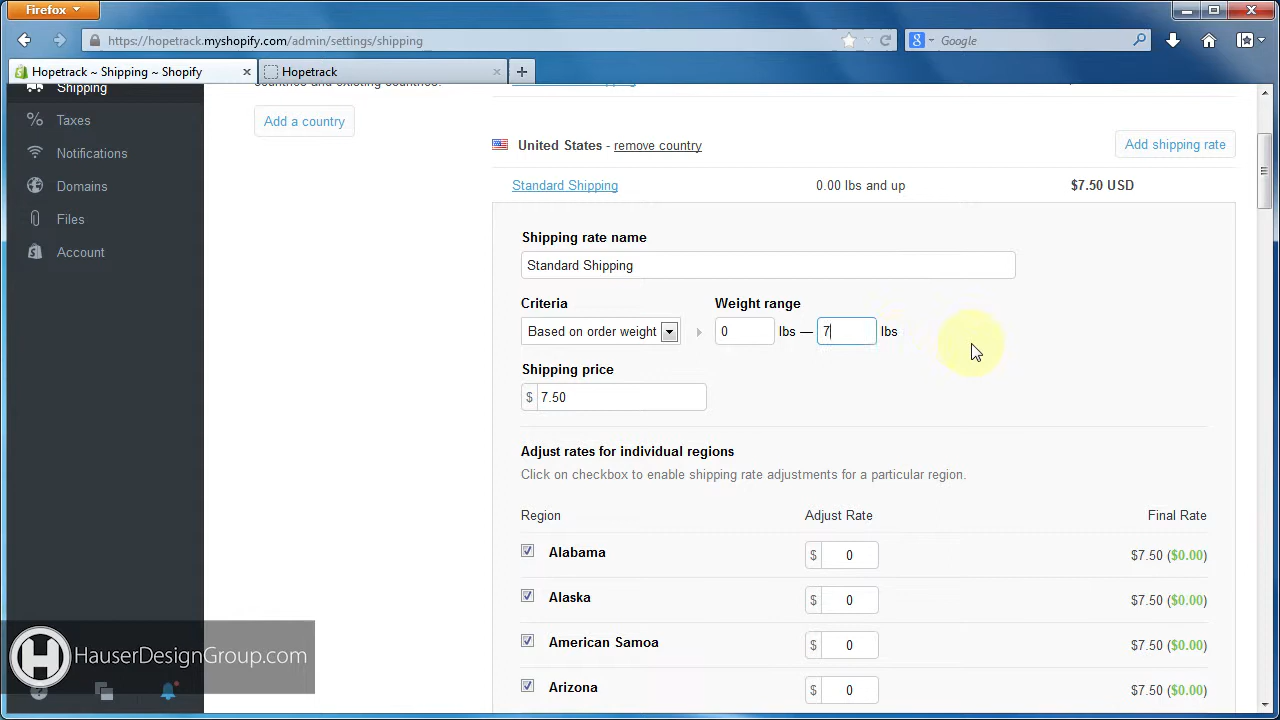 Firefox
https://hopetrack.myshopify.com/admin/settings/shipping
Google
Hopetrack ~ Shipping ~ Shopify
Hopetrack
Shipping
Taxes
Notifications
Domains
Files
Account
countries and existing countries.
Add a country
United States - remove country
Add shipping rate
Standard Shipping 0.00 lbs and up $7.50 USD
Shipping rate name
Standard Shipping
Criteria Weight range
Based on order weight 0 lbs — 7 lbs
Shipping price
$ 7.50
Adjust rates for individual regions
Click on checkbox to enable shipping rate adjustments for a particular region.
Region Adjust Rate Final Rate
Alabama $ 0 $7.50 ($0.00)
Alaska $ 0 $7.50 ($0.00)
American Samoa $ 0 $7.50 ($0.00)
Arizona $ 0 $7.50 ($0.00)
HauserDesignGroup.com